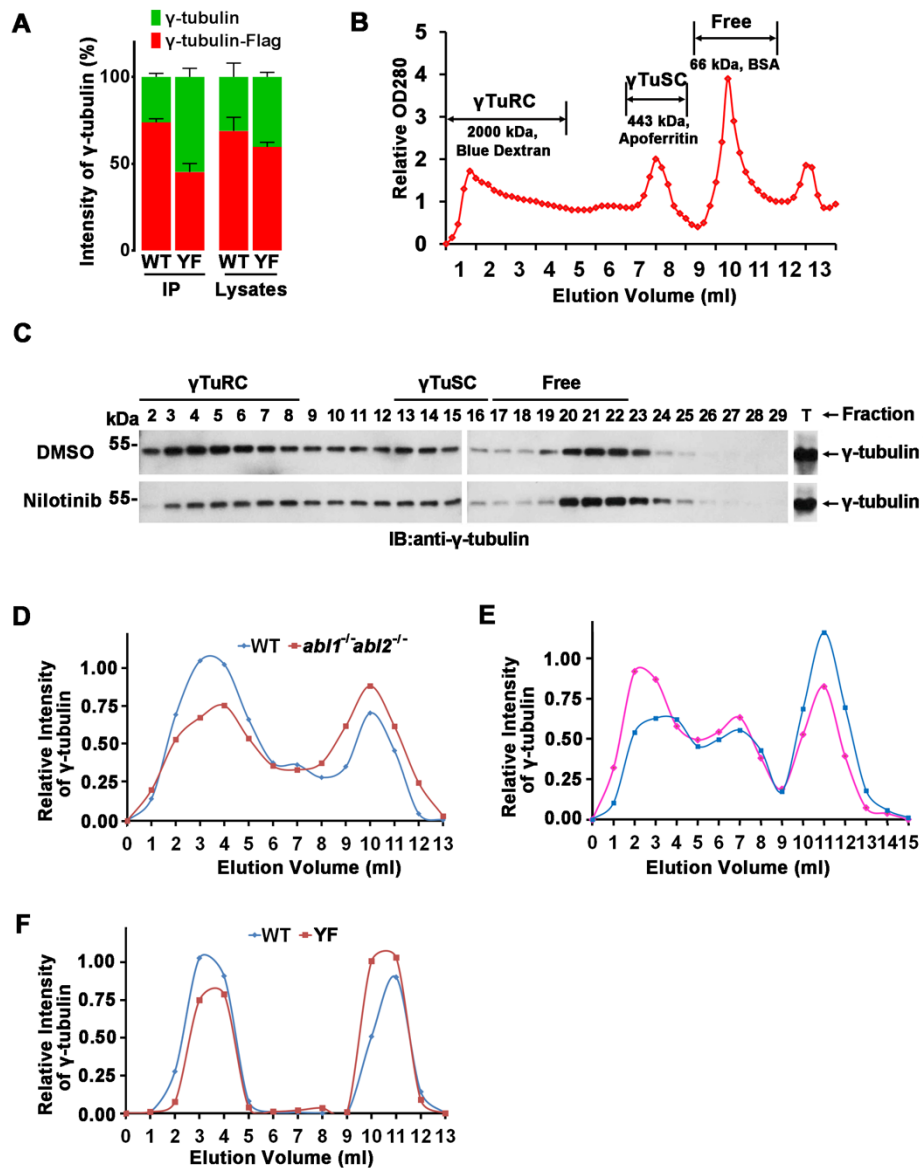 A
γ-tubulin
γ-tubulin-Flag
Intensity of γ-tubulin (%)
100
50
0
WT YF WT YF
IP Lysates
B
Relative OD280
5
4
3
2
1
0
γTuRC
2000 kDa,
Blue Dextran
γTuSC
443 kDa,
Apoferritin
Free
66 kDa, BSA
1 2 4 5 6 7 8 9 10 12 13
Elution Volume (ml)
C
γTuRC γTuSC Free
kDa 2 3 4 5 6 7 8 9 10 11 12 13 14 15 16 17 18 19 20 21 22 23 24 25 26 27 28 29 T ← Fraction
DMSO 55- ← γ-tubulin
Nilotinib 55- ← γ-tubulin
IB:anti-γ-tubulin
D
WT abl1-/-abl2-/-
Relative Intensity
of γ-tubulin
1.00
0.75
0.50
0.25
0.00
0 1 2 3 4 5 6 7 8 9 10 11 12 13
Elution Volume (ml)
E
Relative Intensity
of γ-tubulin
1.00
0.75
0.50
0.25
0.00
0 1 2 3 4 5 6 7 8 9 10 11 12 13 14 15
Elution Volume (ml)
F
WT YF
Relative Intensity
of γ-tubulin
1.00
0.75
0.50
0.25
0.00
0 1 2 3 4 5 6 7 8 9 10 11 12 13
Elution Volume (ml)